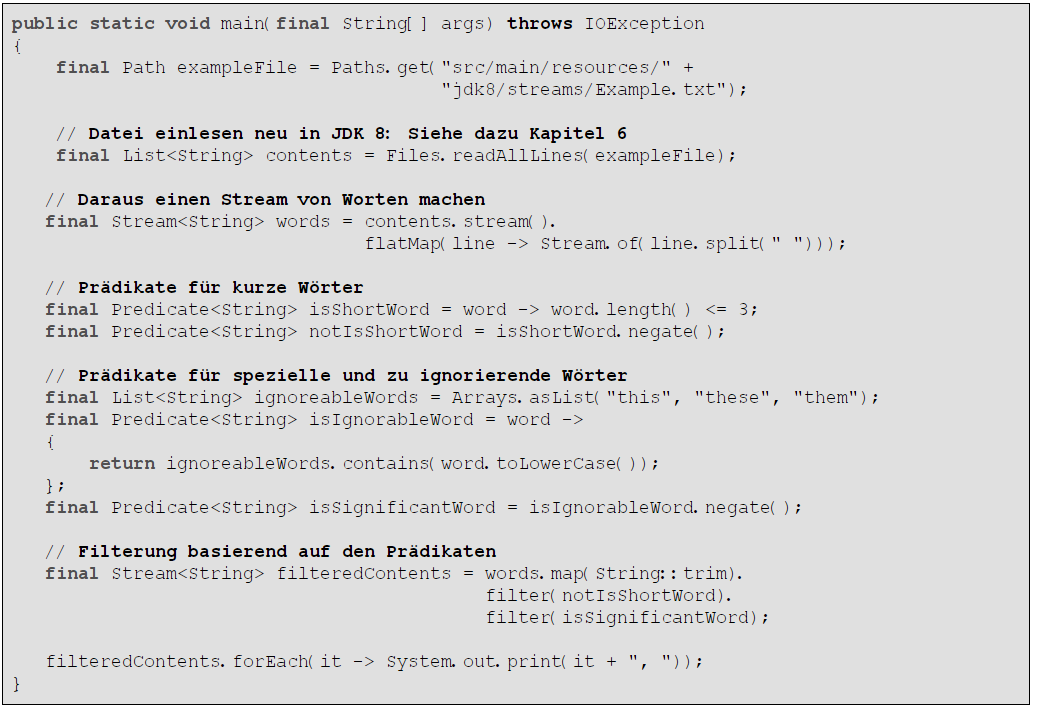 public static void main(final String[] args) throws IOException
{
    final Path exampleFile = Paths.get("src/main/resources/" +
                                       "jdk8/streams/Example.txt");
    // Datei einlesen neu in JDK 8: Siehe dazu Kapitel 6
    final List<String> contents = Files.readAllLines(exampleFile);
   // Daraus einen Stream von Worten machen
   final Stream<String> words = contents.stream().
                                flatMap(line -> Stream.of(line.split(" ")));
   // Prädikate für kurze Wörter
   final Predicate<String> isShortWord = word -> word.length() <= 3;
   final Predicate<String> notIsShortWord = isShortWord.negate();
   // Prädikate für spezielle und zu ignorierende Wörter
   final List<String> ignoreableWords = Arrays.asList("this", "these", "them");
   final Predicate<String> isIgnorableWord = word ->
   {
       return ignoreableWords.contains(word.toLowerCase());
   };
   final Predicate<String> isSignificantWord = isIgnorableWord.negate();
   // Filterung basierend auf den Prädikaten
   final Stream<String> filteredContents = words.map(String::trim).
                                           filter(notIsShortWord).
                                           filter(isSignificantWord);
   filteredContents.forEach(it -> System.out.print(it + ", "));
}